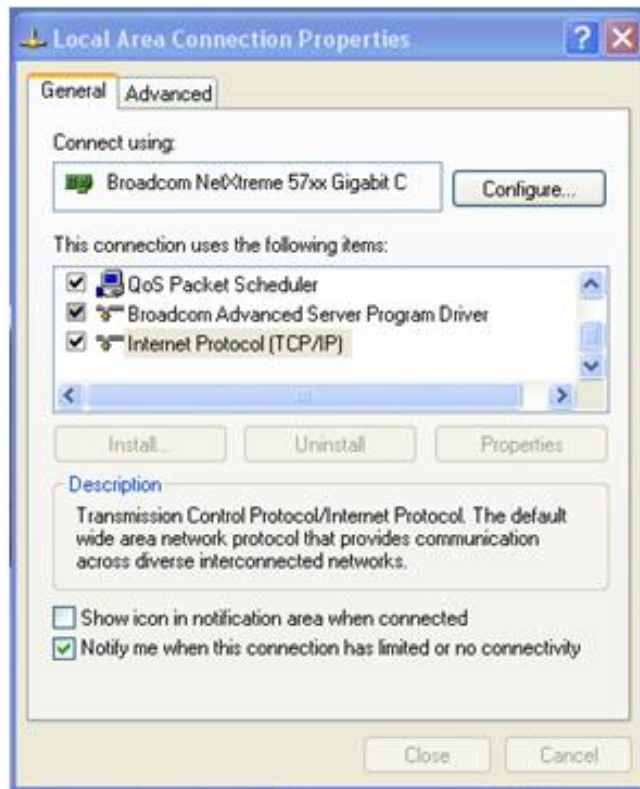 Local Area Connection Properties
General Advanced
Connect using:
Broadcom NetXtreme 57xx Gigabit C Configure...
This connection uses the following items:
QoS Packet Scheduler
Broadcom Advanced Server Program Driver
Internet Protocol (TCP/IP)
Install... Uninstall Properties
Description
Transmission Control Protocol/Internet Protocol. The default
wide area network protocol that provides communication
across diverse interconnected networks.
Show icon in notification area when connected
Notify me when this connection has limited or no connectivity
Close Cancel